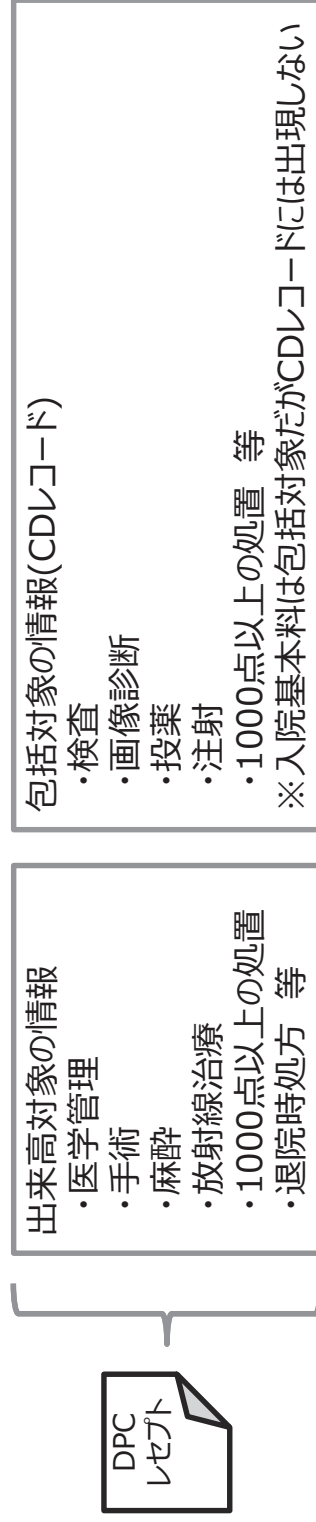 DPC
レセプト
出来高対象の情報
・医学管理
・手術
・麻酔
・放射線治療
・1000点以上の処置
・退院時処方 等
包括対象の情報(CDレコード)
・検査
・画像診断
・投薬
・注射
・1000点以上の処置 等
※入院基本料は包括対象だがCDレコードには出現しない